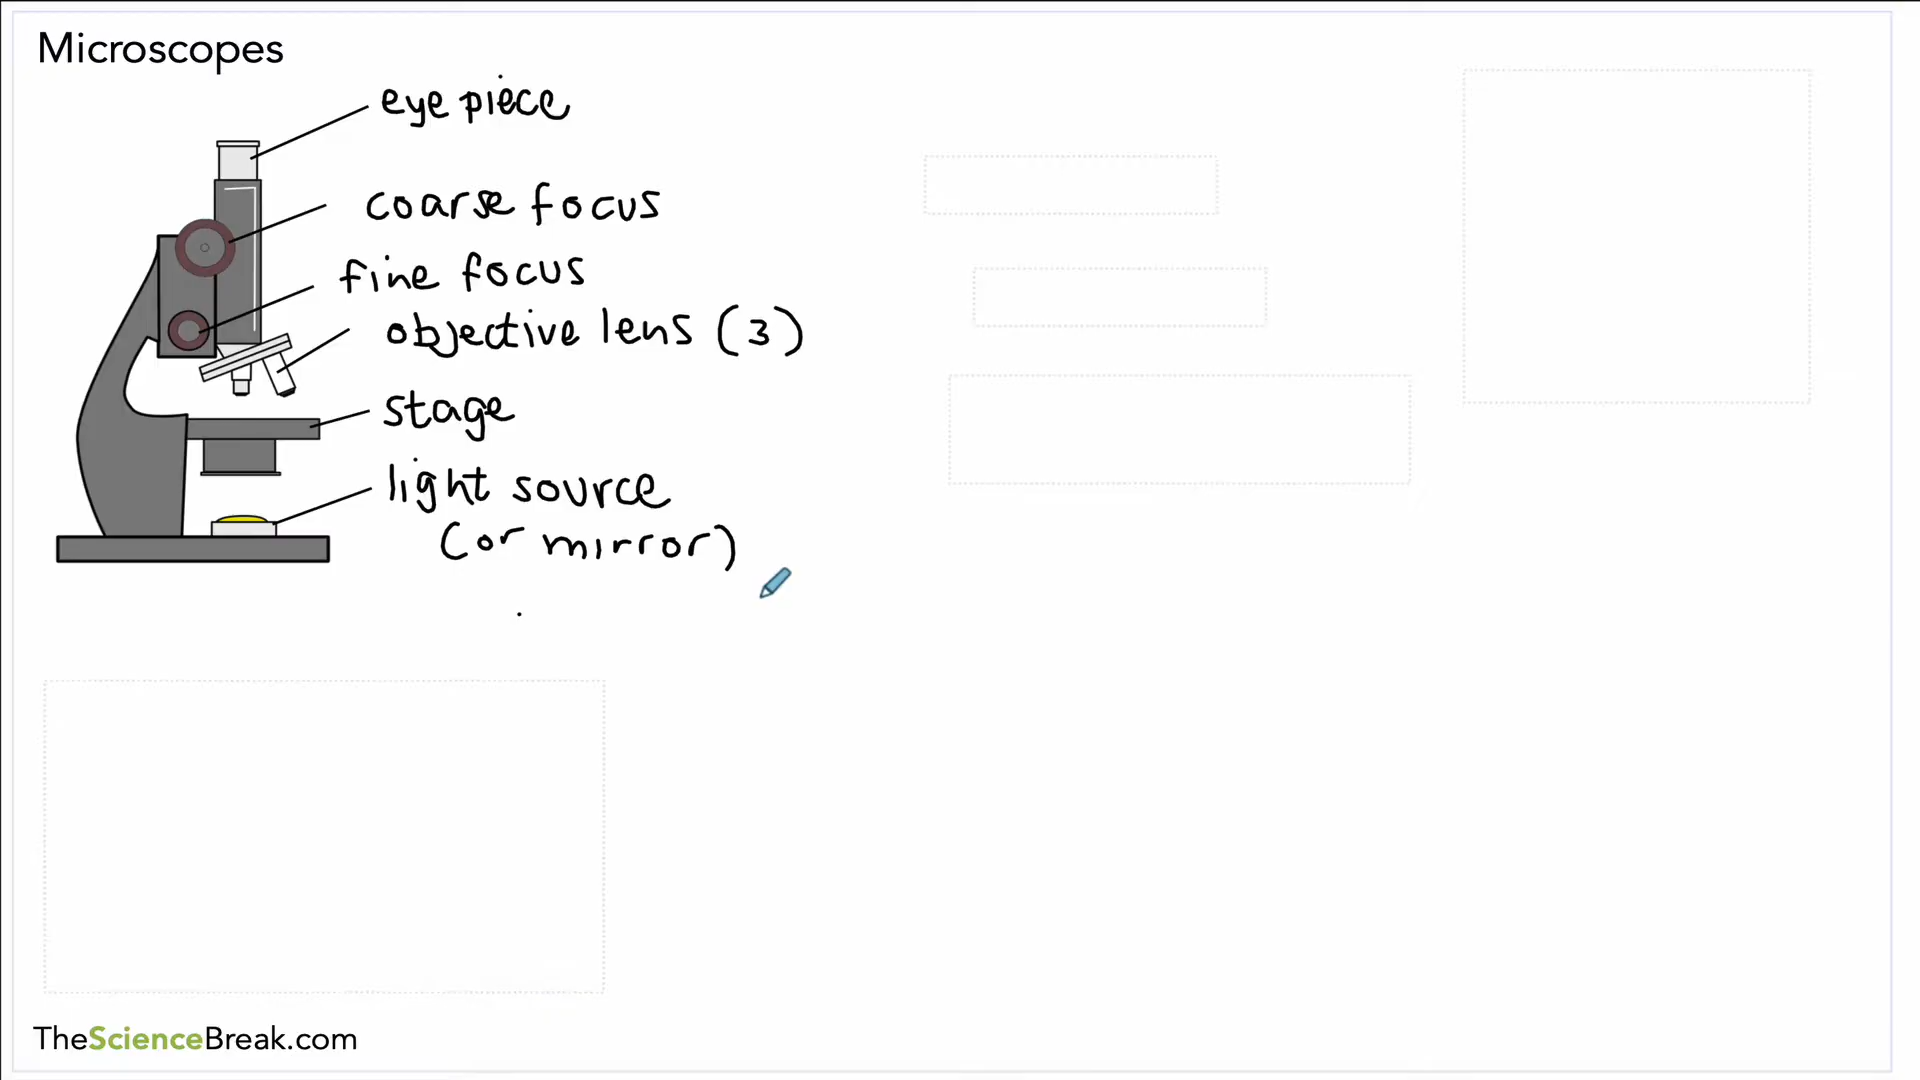 Microscopes
eye piece
coarse focus
fine focus
objective lens (3)
stage
light source
(or mirror)
TheScienceBreak.com